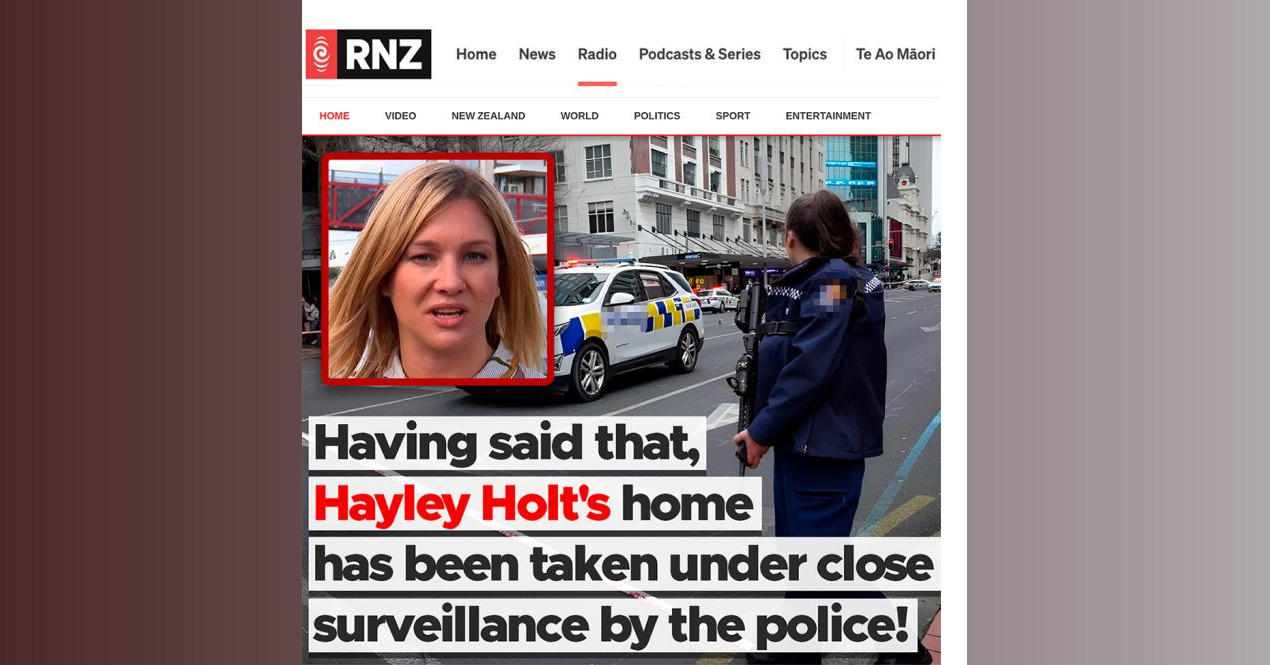 RNZ
Home News Radio Podcasts & Series Topics Te Ao Māori
HOME VIDEO NEW ZEALAND WORLD POLITICS SPORT ENTERTAINMENT
Having said that,
Hayley Holt's home
has been taken under close
surveillance by the police!